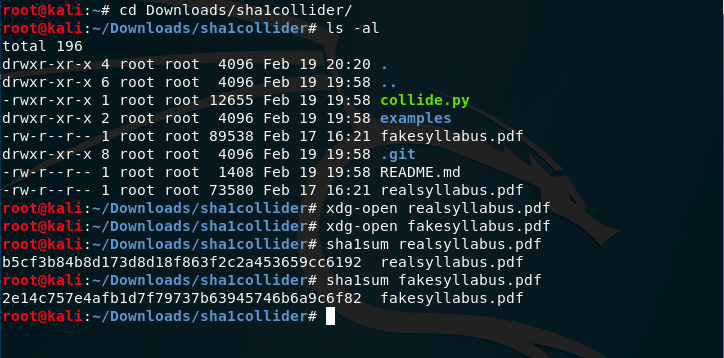 root@kali:~# cd Downloads/sha1collider/
root@kali:~/Downloads/sha1collider# ls -al
total 196
drwxr-xr-x 4 root root  4096 Feb 19 20:20 .
drwxr-xr-x 6 root root  4096 Feb 19 19:58 ..
-rwxr-xr-x 1 root root 12655 Feb 19 19:58 collide.py
drwxr-xr-x 2 root root  4096 Feb 19 19:58 examples
-rw-r--r-- 1 root root 89538 Feb 17 16:21 fakesyllabus.pdf
drwxr-xr-x 8 root root  4096 Feb 19 19:58 .git
-rw-r--r-- 1 root root  1408 Feb 19 19:58 README.md
-rw-r--r-- 1 root root 73580 Feb 17 16:21 realsyllabus.pdf
root@kali:~/Downloads/sha1collider# xdg-open realsyllabus.pdf
root@kali:~/Downloads/sha1collider# xdg-open fakesyllabus.pdf
root@kali:~/Downloads/sha1collider# sha1sum realsyllabus.pdf
b5cf3b84b8d173d8d18f863f2c2a453659cc6192  realsyllabus.pdf
root@kali:~/Downloads/sha1collider# sha1sum fakesyllabus.pdf
2e14c757e4afb1d7f79737b63945746b6a9c6f82  fakesyllabus.pdf
root@kali:~/Downloads/sha1collider#